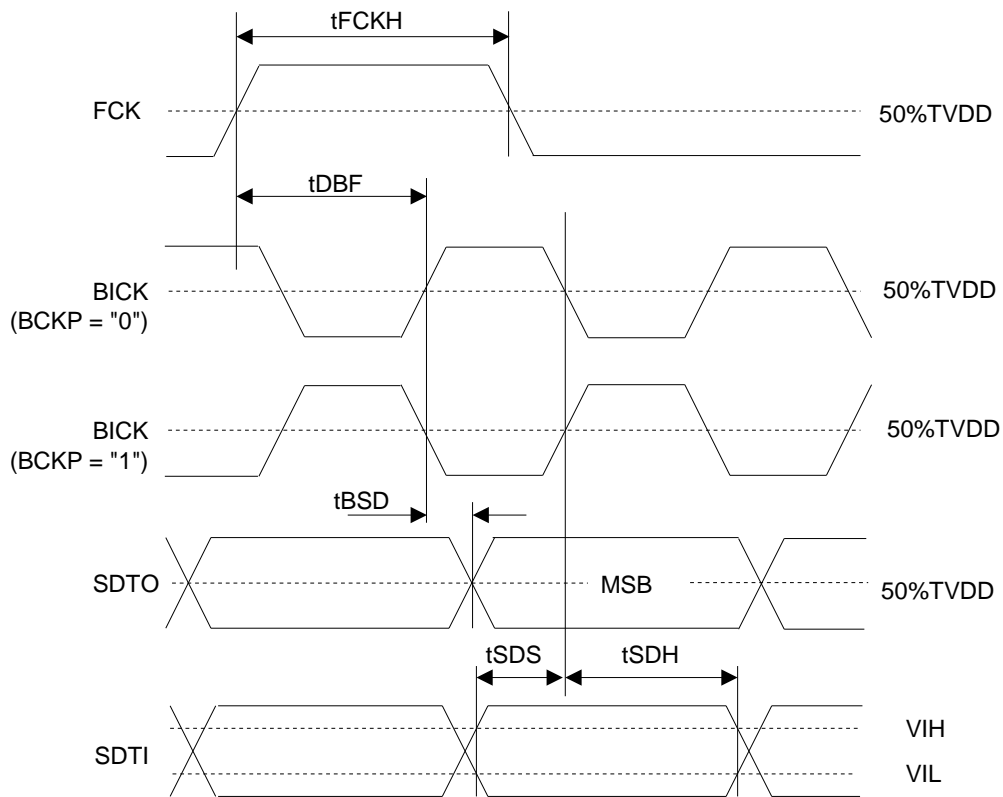 tFCKH
FCK
50%TVDD
tDBF
BICK
(BCKP = "0")
50%TVDD
BICK
(BCKP = "1")
50%TVDD
tBSD
SDTO
MSB
50%TVDD
tSDS
tSDH
SDTI
VIH
VIL